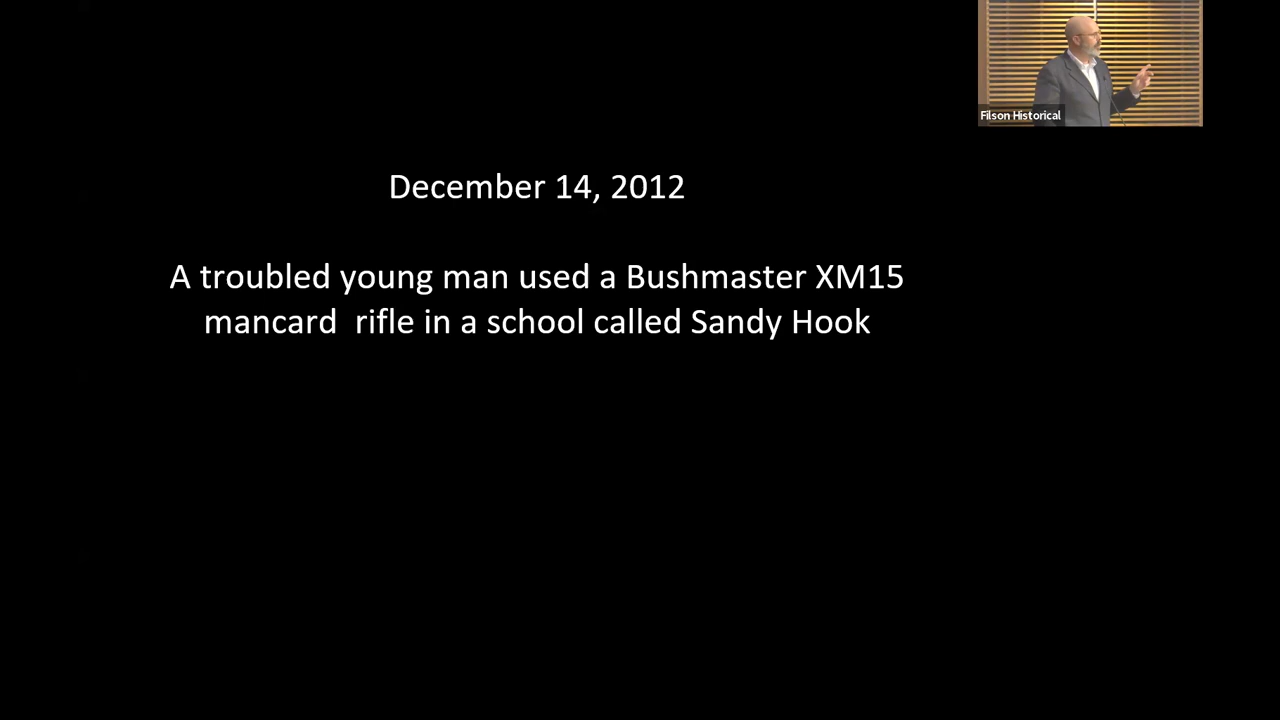 Filson Historical
December 14, 2012
A troubled young man used a Bushmaster XM15
mancard  rifle in a school called Sandy Hook